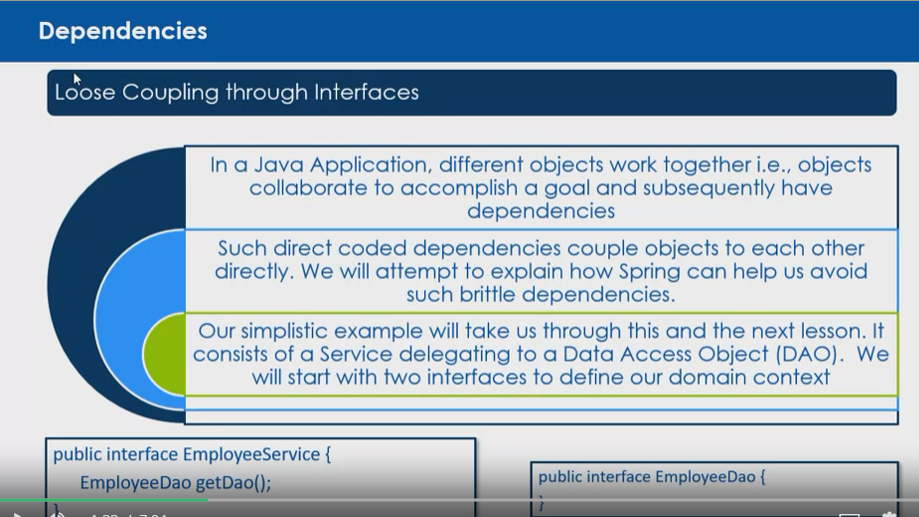 Dependencies
Loose Coupling through Interfaces
In a Java Application, different objects work together i.e., objects
collaborate to accomplish a goal and subsequently have
dependencies
Such direct coded dependencies couple objects to each other
directly. We will attempt to explain how Spring can help us avoid
such brittle dependencies.
Our simplistic example will take us through this and the next lesson. It
consists of a Service delegating to a Data Access Object (DAO). We
will start with two interfaces to define our domain context
public interface EmployeeService {
EmployeeDao getDao();
}
public interface EmployeeDao {
}